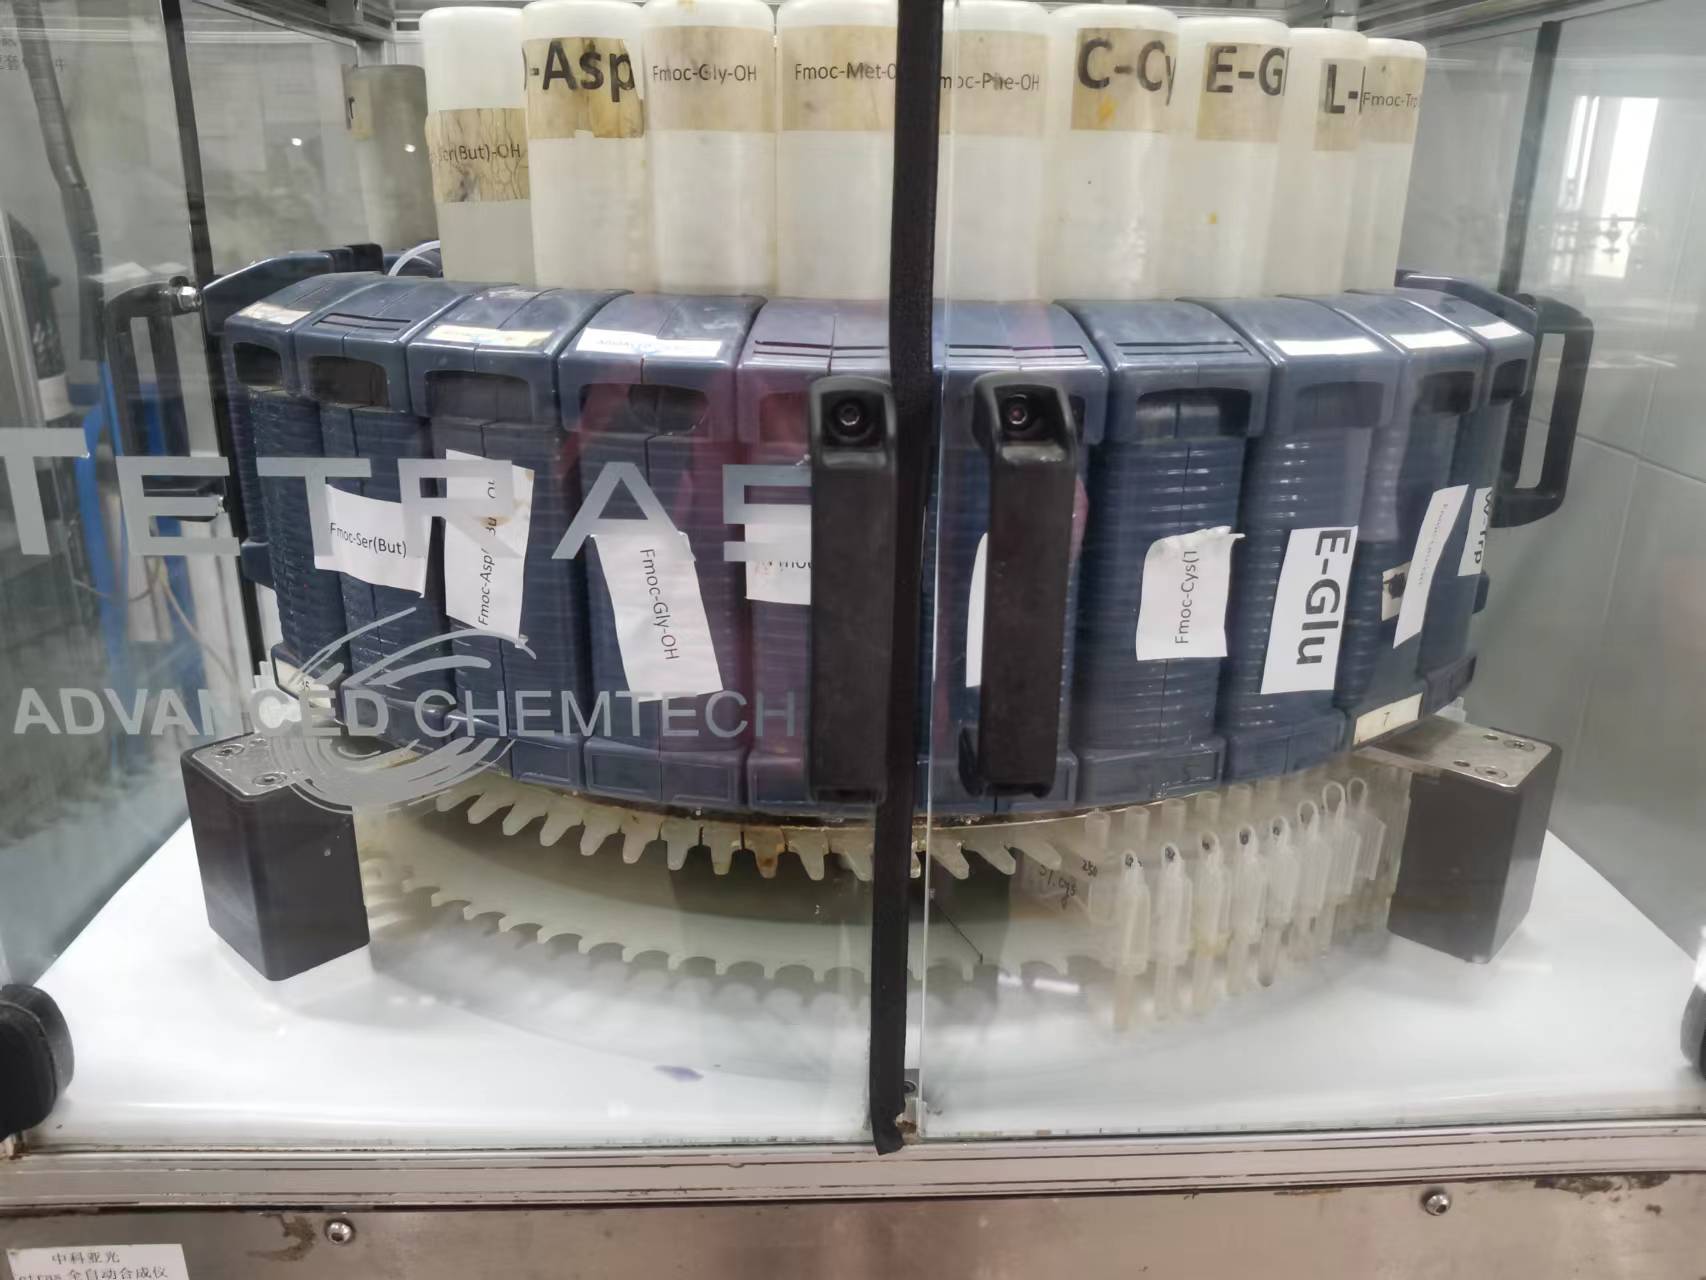 -Asp
Fmoc-Gly-OH
Fmoc-Met-O
moc-Phe-OH
C-Cy
E-G
L-
Fmoc-Trp
Ser(But)-OH
TETRAS
Fmoc-Ser(But)
Fmoc-Asp(
Fmoc-Gly-OH
Fmoc-Cys(T
E-Glu
ADVANCED CHEMTECH
7
250
中科亚光
etras 全自动合成仪